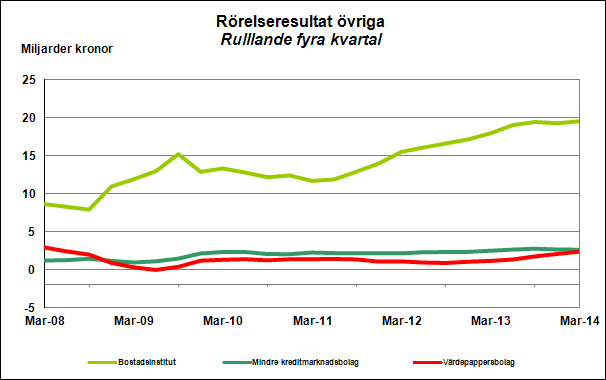 Rörelseresultat övriga
Rulllande fyra kvartal
Miljarder kronor
25
20
15
10
5
0
-5
Mar-08 Mar-09 Mar-10 Mar-11 Mar-12 Mar-13 Mar-14
Bostadsinstitut Mindre kreditmarknadsbolag Värdepappersbolag